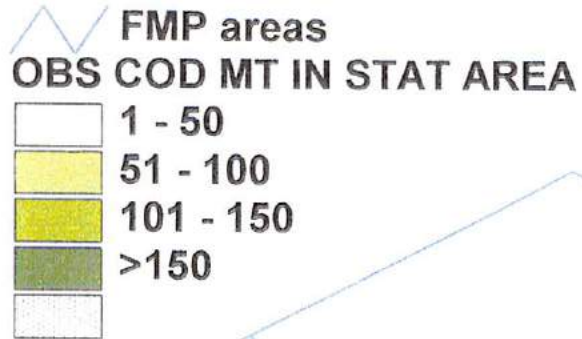 FMP areas
OBS COD MT IN STAT AREA
1 - 50
51 - 100
101 - 150
>150